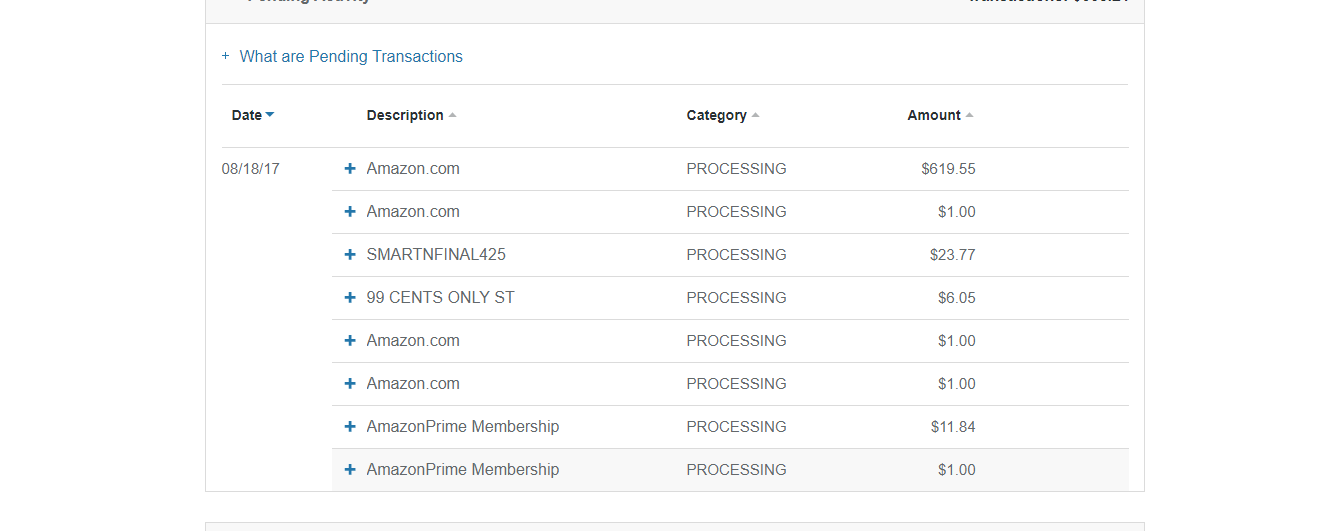 What are Pending Transactions
Date Description Category Amount
08/18/17 Amazon.com PROCESSING $619.55
Amazon.com PROCESSING $1.00
SMARTNFINAL425 PROCESSING $23.77
99 CENTS ONLY ST PROCESSING $6.05
Amazon.com PROCESSING $1.00
Amazon.com PROCESSING $1.00
AmazonPrime Membership PROCESSING $11.84
AmazonPrime Membership PROCESSING $1.00